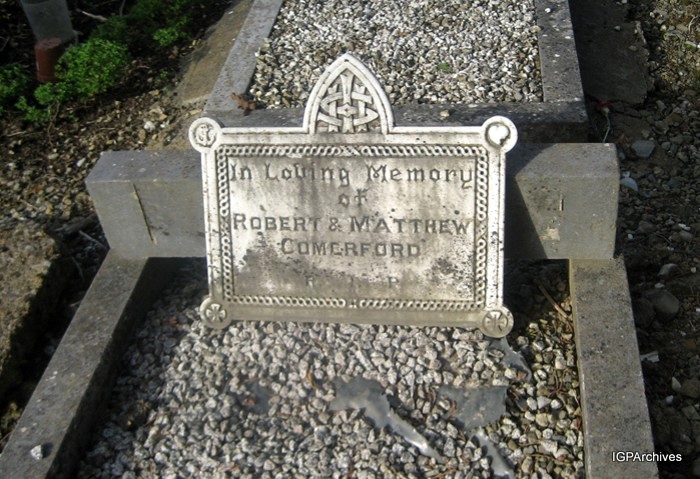 In Loving Memory
of
ROBERT & MATTHEW
COMERFORD
R I P
IGPArchives